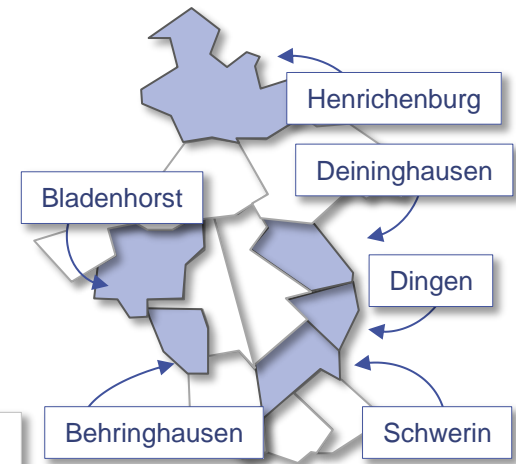 Henrichenburg
Deininghausen
Bladenhorst
Dingen
Behringhausen
Schwerin